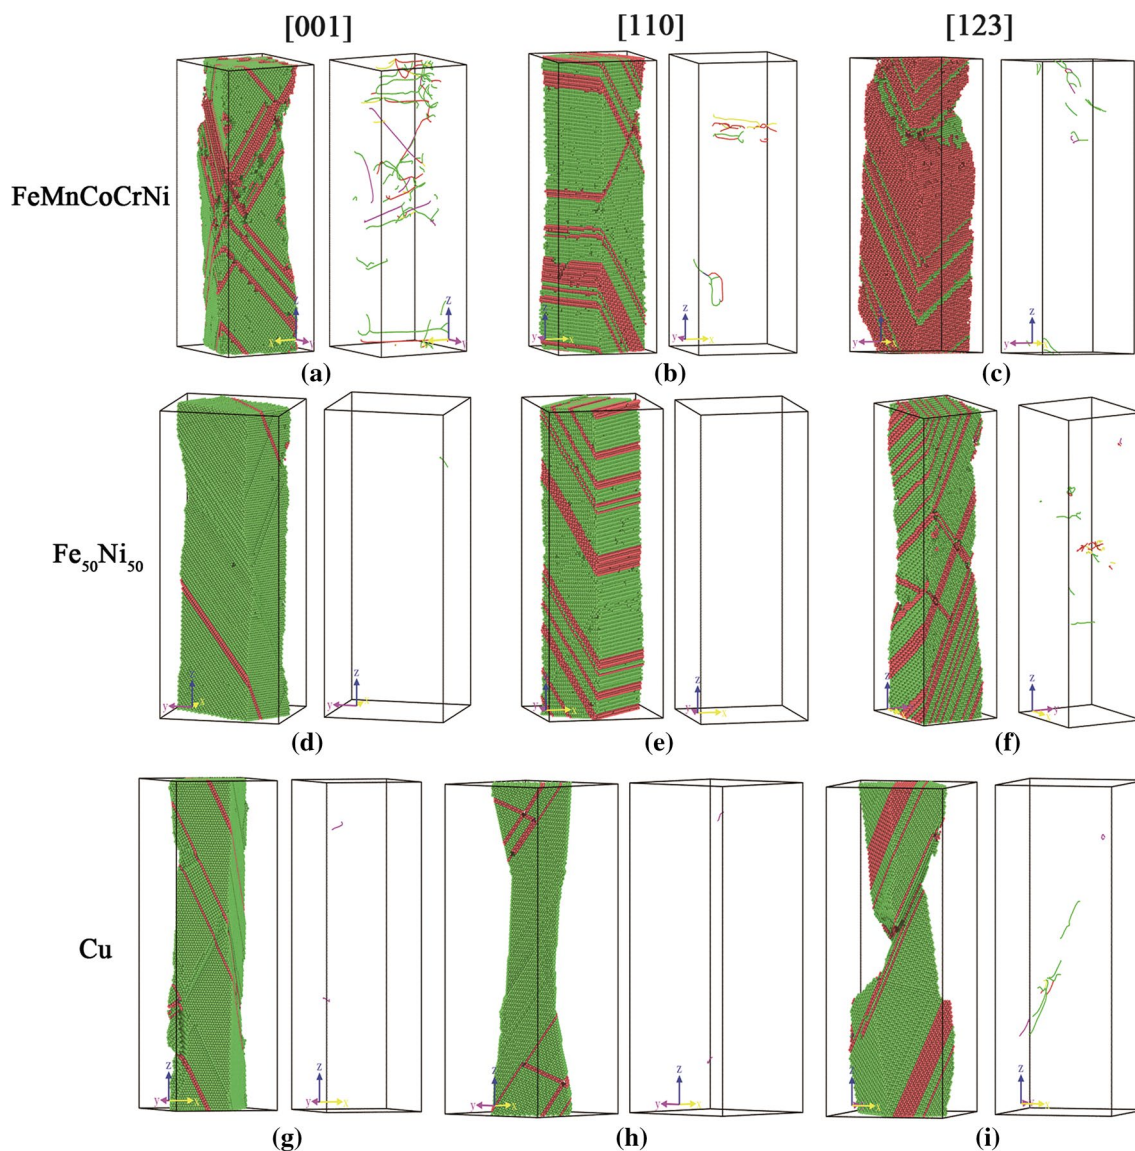 [001] [110] [123]
FeMnCoCrNi
z x y z x y
z y x z y x
z y x z y x
(a) (b) (c)
Fe₅₀Ni₅₀
z y x z y x
z y x z y x
z y x z y
(d) (e) (f)
Cu
z y x z y x
z y x z y x
z y x z y x
(g) (h) (i)